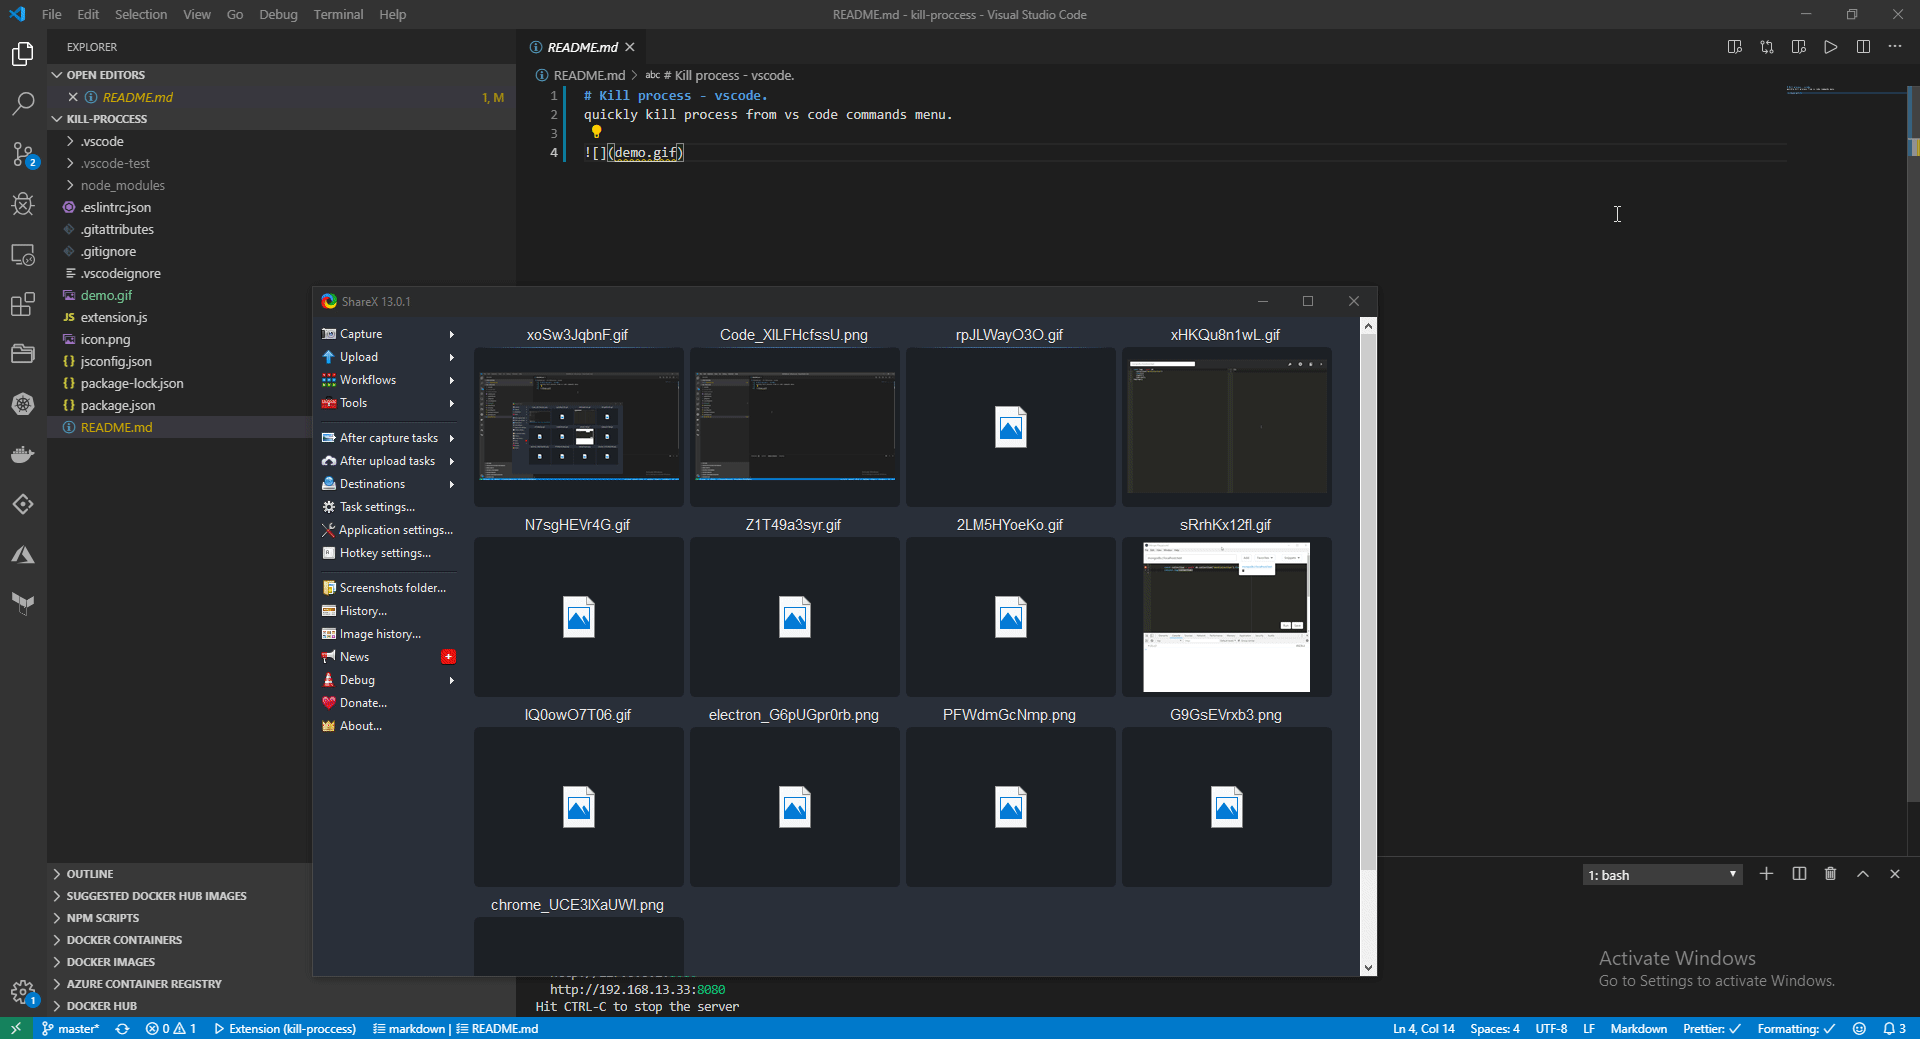 File Edit Selection View Go Debug Terminal Help
README.md - kill-proccess - Visual Studio Code
EXPLORER
OPEN EDITORS
README.md 1, M
KILL-PROCCESS
.vscode
.vscode-test
node_modules
.eslintrc.json
.gitattributes
.gitignore
.vscodeignore
demo.gif
JS extension.js
icon.png
{} jsconfig.json
{} package-lock.json
{} package.json
README.md
OUTLINE
SUGGESTED DOCKER HUB IMAGES
NPM SCRIPTS
DOCKER CONTAINERS
DOCKER IMAGES
AZURE CONTAINER REGISTRY
DOCKER HUB
2
1
README.md
README.md > abc # Kill process - vscode.
1 # Kill process - vscode.
2 quickly kill process from vs code commands menu.
3
4 ![](demo.gif)
ShareX 13.0.1
Capture
Upload
Workflows
Tools
After capture tasks
After upload tasks
Destinations
Task settings...
Application settings...
Hotkey settings...
Screenshots folder...
History...
Image history...
News
Debug
Donate...
About...
xoSw3JqbnF.gif
Code_XlLFHcfssU.png
rpJLWayO3O.gif
xHKQu8n1wL.gif
N7sgHEVr4G.gif
Z1T49a3syr.gif
2LM5HYoeKo.gif
sRrhKx12fl.gif
IQ0owO7T06.gif
electron_G6pUGpr0rb.png
PFWdmGcNmp.png
G9GsEVrxb3.png
chrome_UCE3lXaUWI.png
1: bash
http://192.168.13.33:8080
Hit CTRL-C to stop the server
Activate Windows
Go to Settings to activate Windows.
master* 0 1 Extension (kill-proccess) markdown | README.md
Ln 4, Col 14 Spaces: 4 UTF-8 LF Markdown Prettier: ✓ Formatting: ✓ 3